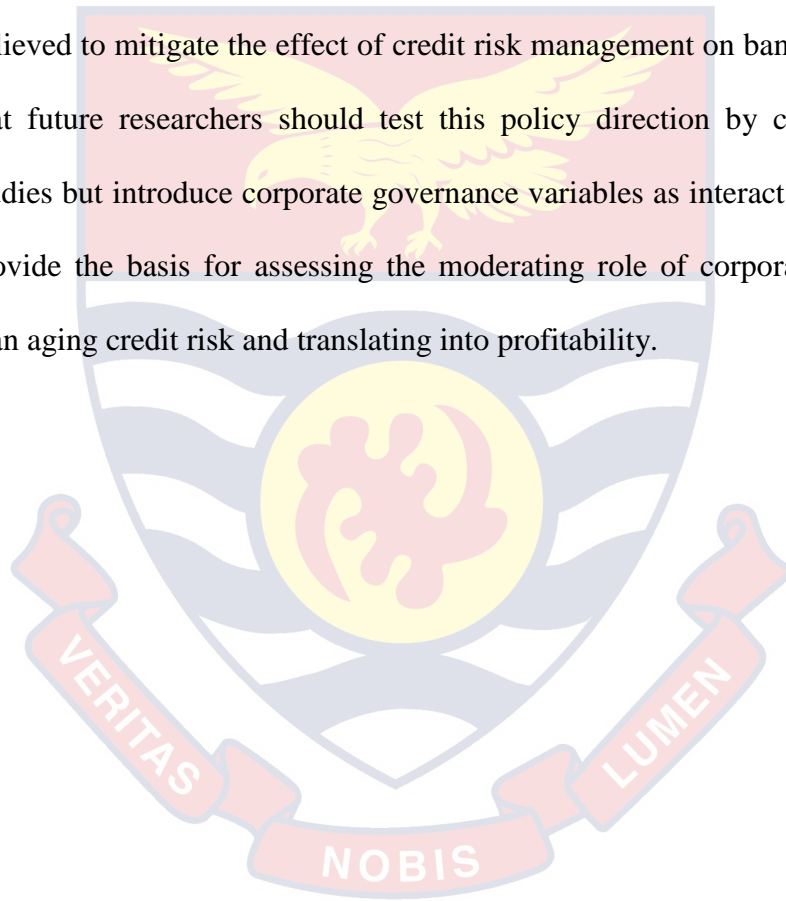 lieved to mitigate the effect of credit risk management on ban
at future researchers should test this policy direction by c
udies but introduce corporate governance variables as interact
ovide the basis for assessing the moderating role of corpora
an aging credit risk and translating into profitability.
VERITAS
NOBIS
LUMEN